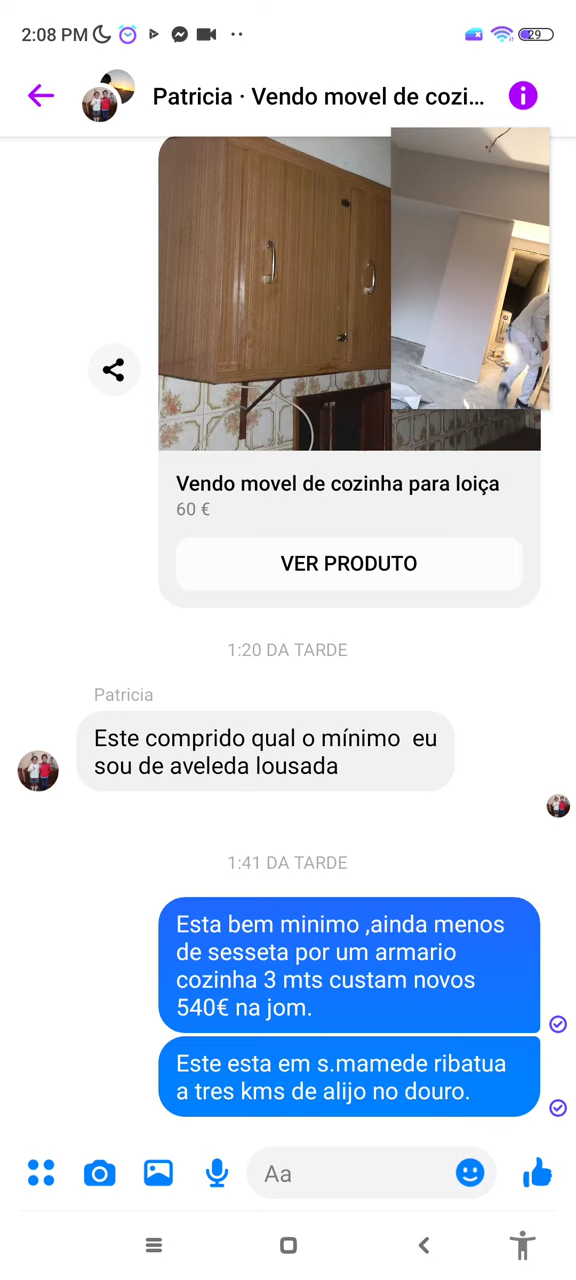 2:08 PM
29
Patricia · Vendo movel de cozi...
Vendo movel de cozinha para loiça
60 €
VER PRODUTO
1:20 DA TARDE
Patricia
Este comprido qual o mínimo eu
sou de aveleda lousada
1:41 DA TARDE
Esta bem minimo ,ainda menos
de sesseta por um armario
cozinha 3 mts custam novos
540€ na jom.
Este esta em s.mamede ribatua
a tres kms de alijo no douro.
Aa